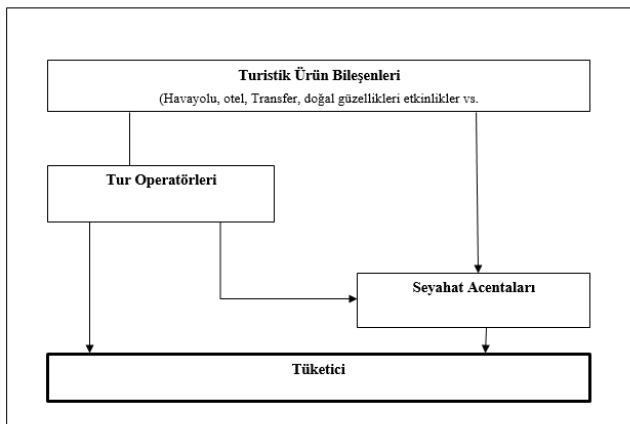 Turistik Ürün Bileşenleri
(Havayolu, otel, Transfer, doğal güzellikleri etkinlikler vs.
Tur Operatörleri
Seyahat Acentaları
Tüketici